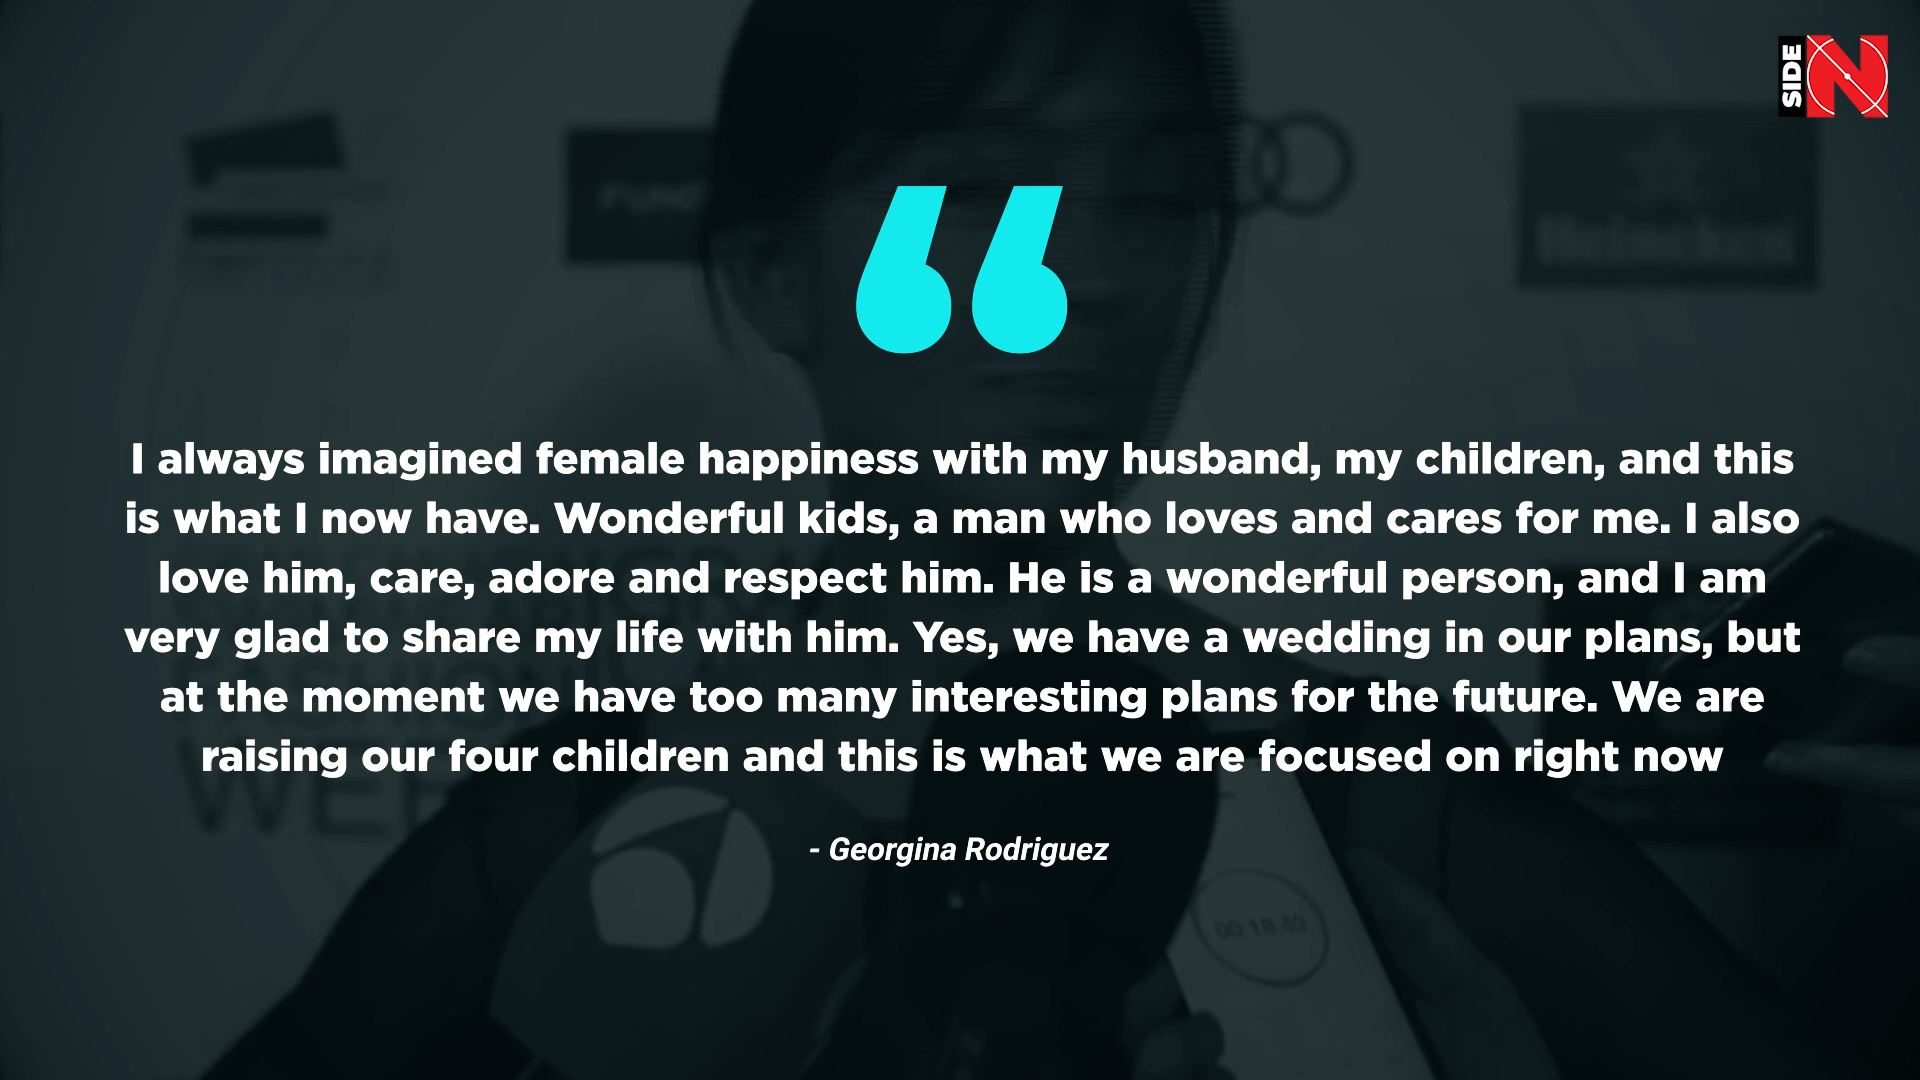 SIDE N
Heineken
“
I always imagined female happiness with my husband, my children, and this
is what I now have. Wonderful kids, a man who loves and cares for me. I also
love him, care, adore and respect him. He is a wonderful person, and I am
very glad to share my life with him. Yes, we have a wedding in our plans, but
at the moment we have too many interesting plans for the future. We are
raising our four children and this is what we are focused on right now
- Georgina Rodriguez